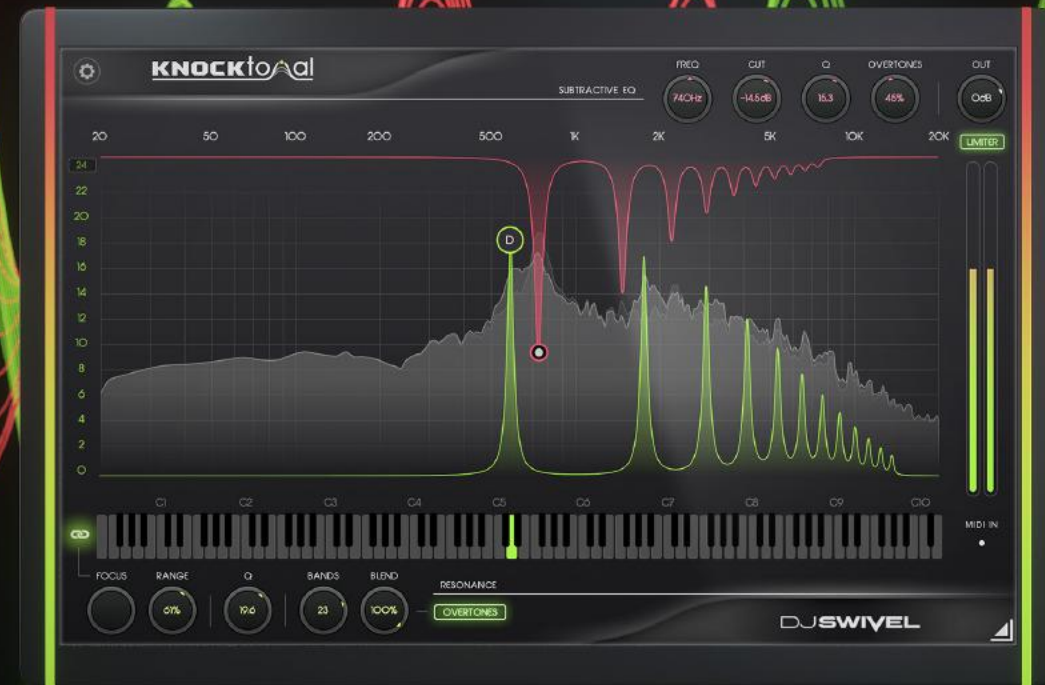 KNOCKtonal
FREQ CUT Q OVERTONES OUT
SUBTRACTIVE EQ
740Hz -14.5dB 15.3 45% 0dB
20 50 100 200 500 1K 2K 5K 10K 20K
LIMITER
24
22
20
18
D
16
14
12
10
8
6
4
2
0
C1 C2 C3 C4 C5 C6 C7 C8 C9 C10
MIDI IN
FOCUS RANGE Q BANDS BLEND
RESONANCE
61% 19.6 23 100%
OVERTONES
DJSWIVEL